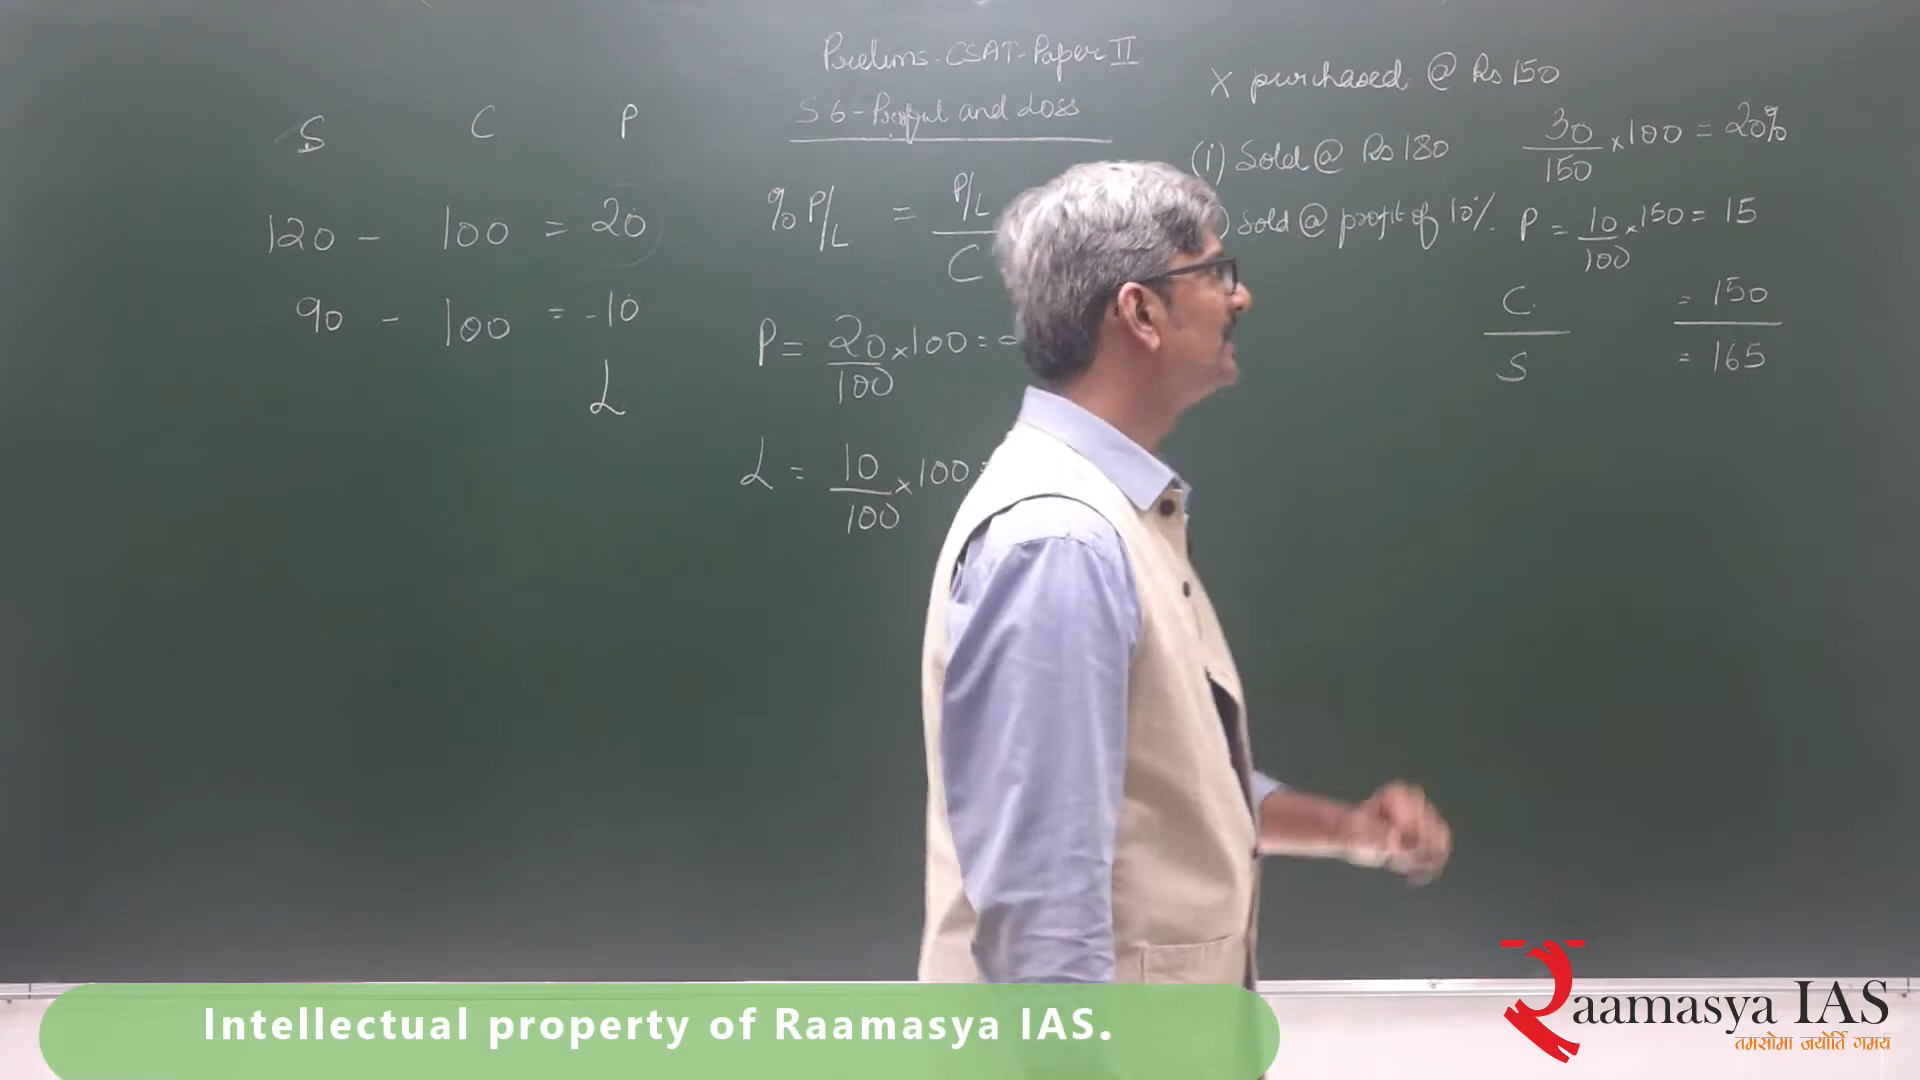 Prelims-CSAT-Paper II
S6-Profit and Loss
S C P
120 - 100 = 20
90 - 100 = -10
L
% P/L = P/L
C
P = 20/100 × 100 =
L = 10/100 × 100
X purchased @ Rs 150
(i) Sold @ Rs 180 30/150 × 100 = 20%
) Sold @ profit of 10%. P = 10/100 × 150 = 15
C = 150
S = 165
Intellectual property of Raamasya IAS.
Raamasya IAS
तमसोमा ज्योर्ति गमय